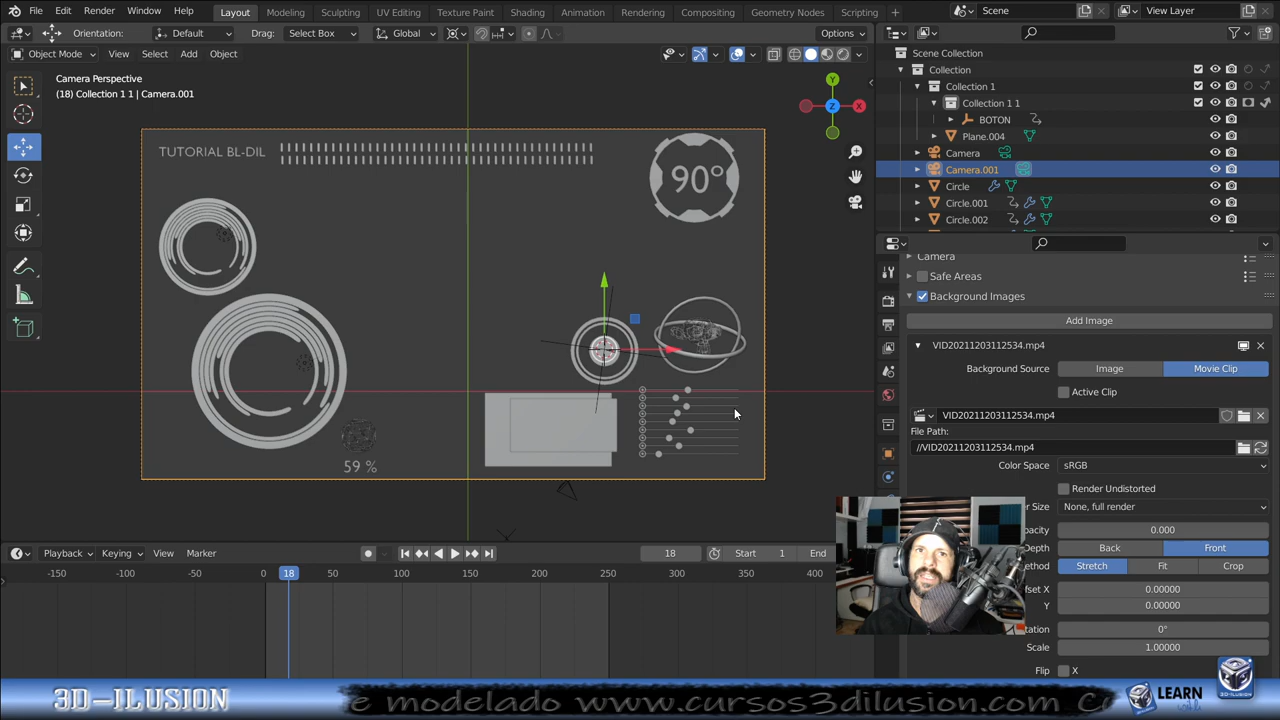 File Edit Render Window Help Layout Modeling Sculpting UV Editing Texture Paint Shading Animation Rendering Compositing Geometry Nodes Scripting + Scene View Layer
Orientation: Default Drag: Select Box Global Options
Object Mode View Select Add Object
Scene Collection
Collection
Camera Perspective
(18) Collection 1 1 | Camera.001
Y
X
Z
Collection 1
Collection 1 1
BOTON
Plane.004
Camera
Camera.001
Circle
Circle.001
Circle.002
TUTORIAL BL-DIL
90°
59 %
Camera
Safe Areas
Background Images
Add Image
VID20211203112534.mp4
Background Source Image Movie Clip
Active Clip
VID20211203112534.mp4
File Path:
//VID20211203112534.mp4
Color Space sRGB
Render Undistorted
Size None, full render
0.000
Depth Back Front
Stretch Fit Crop
X 0.00000
Y 0.00000
0°
Scale 1.00000
Flip X
Playback Keying View Marker 18 Start 1 End
-150 -100 -50 0 18 50 100 150 200 250 300 350 400
3D-ILUSION e modelado www.cursos3dilusion.com LEARN with 3D-ILUSION